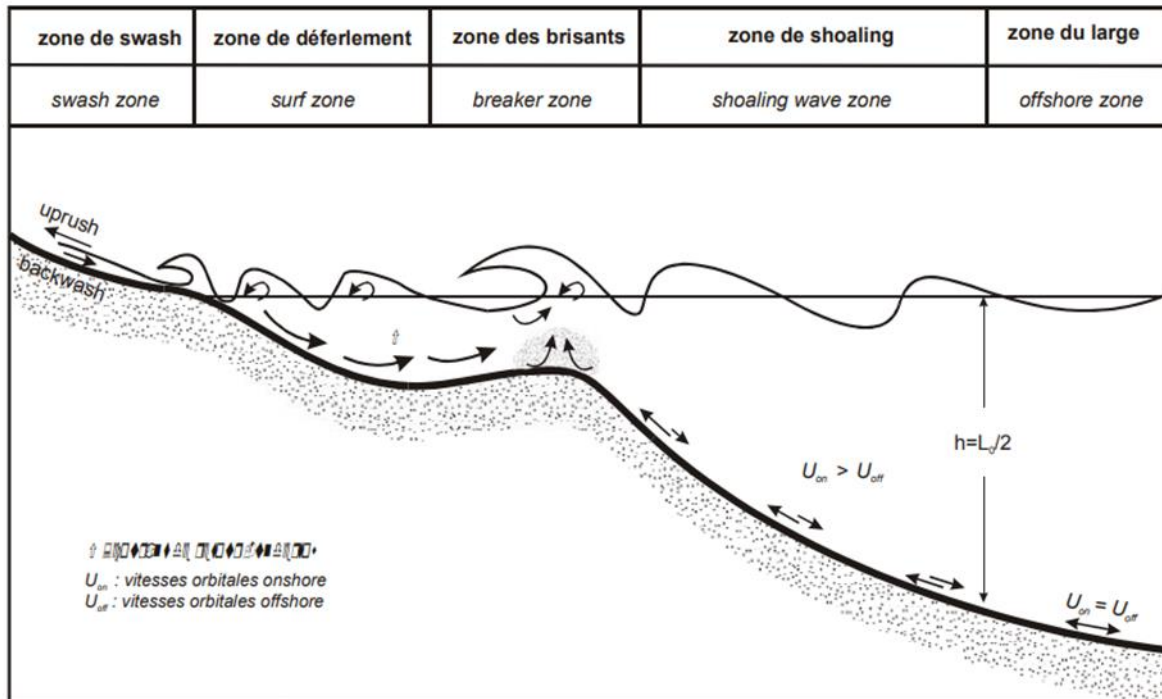 zone de swash
zone de déferlement
zone des brisants
zone de shoaling
zone du large
swash zone
surf zone
breaker zone
shoaling wave zone
offshore zone
uprush
backwash
h=L₀/2
Uon > Uoff
Uon = Uoff
Uon : vitesses orbitales onshore
Uoff : vitesses orbitales offshore